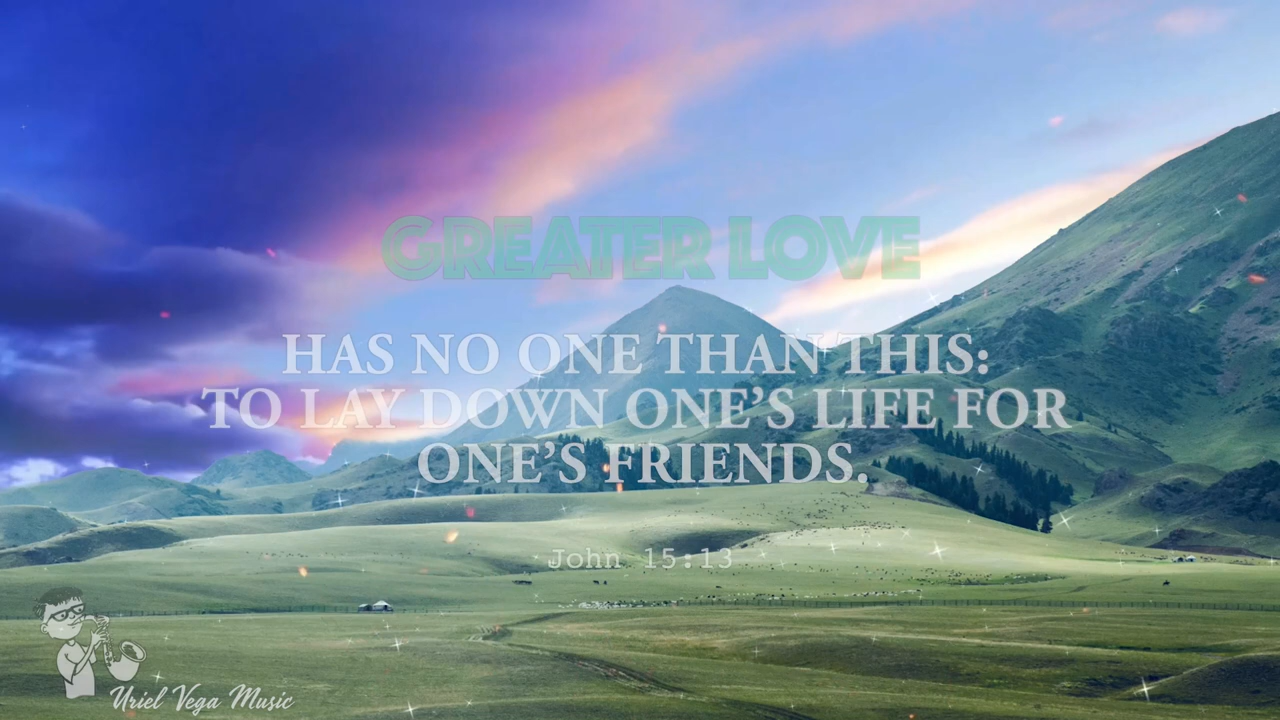 GREATER LOVE
HAS NO ONE THAN THIS:
TO LAY DOWN ONE’S LIFE FOR
ONE’S FRIENDS.
John 15:13
Uriel Vega Music